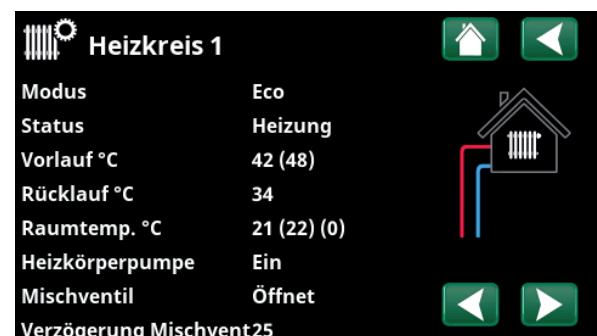 Heizkreis 1
Modus Eco
Status Heizung
Vorlauf °C 42 (48)
Rücklauf °C 34
Raumtemp. °C 21 (22) (0)
Heizkörperpumpe Ein
Mischventil Öffnet
Verzögerung Mischvent25